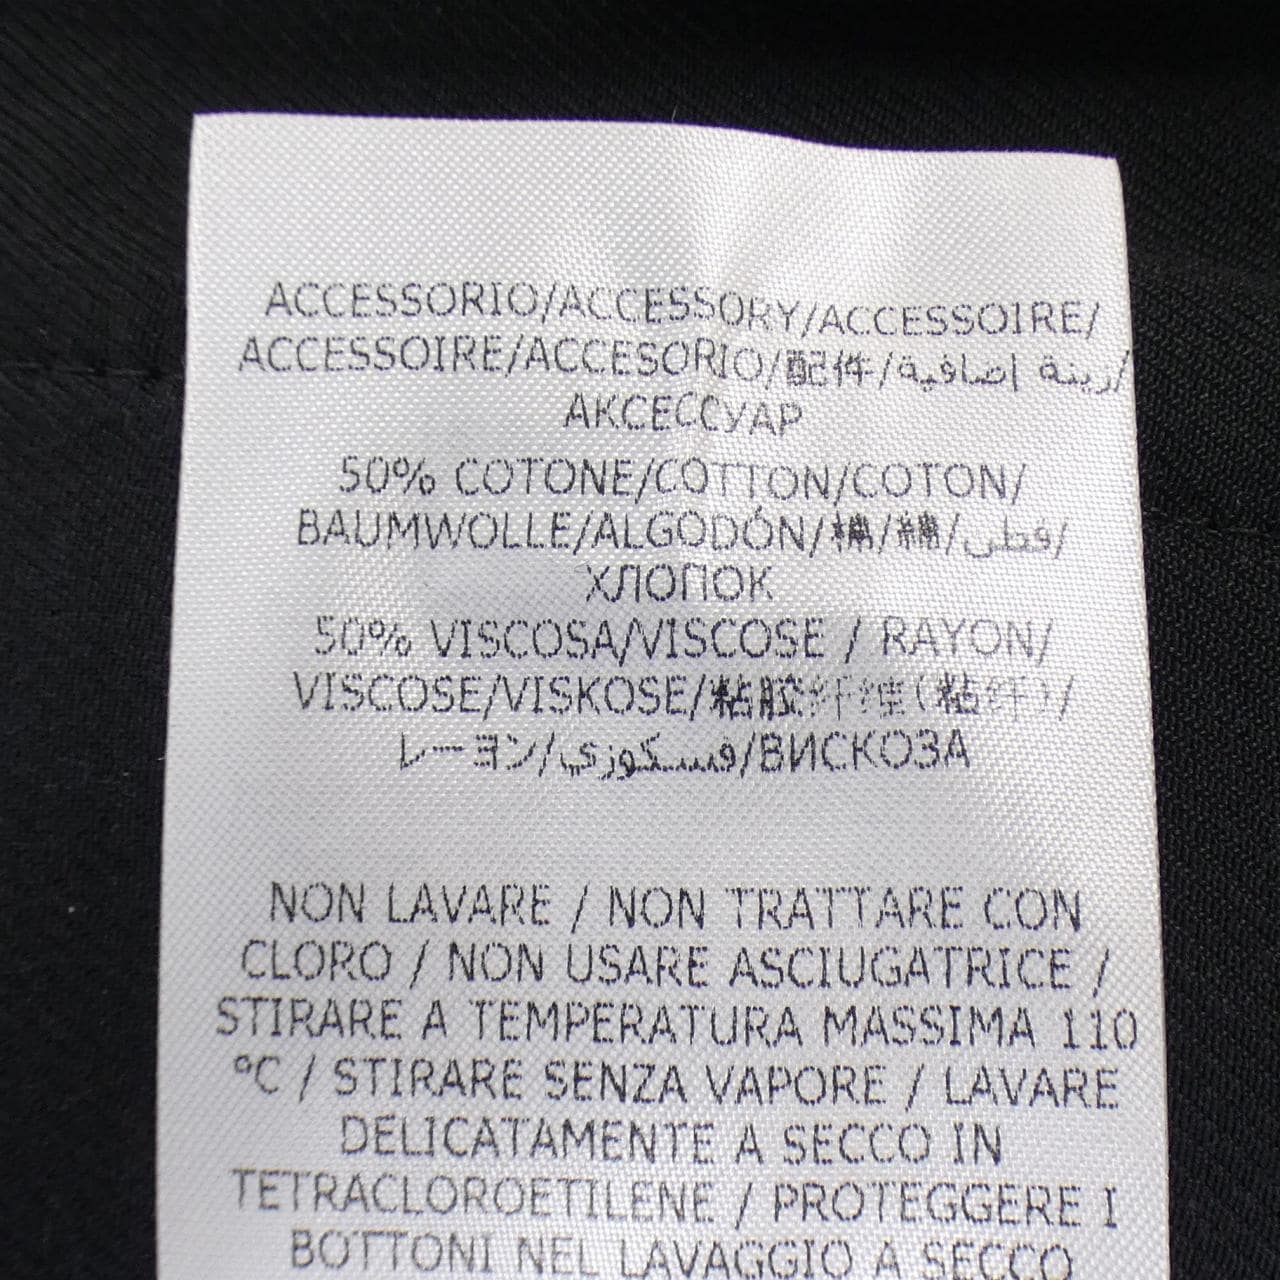 ACCESSORIO/ACCESSORY/ACCESSOIRE/
ACCESSOIRE/ACCESORIO/配件/زينة إضافية/
АКСЕССУАР
50% COTONE/COTTON/COTON/
BAUMWOLLE/ALGODÓN/棉/綿/قطن/
ХЛОПОК
50% VISCOSA/VISCOSE / RAYON/
VISCOSE/VISKOSE/粘胶纤维(粘纤)/
レーヨン/فسكوزي/ВИСКОЗА
NON LAVARE / NON TRATTARE CON
CLORO / NON USARE ASCIUGATRICE /
STIRARE A TEMPERATURA MASSIMA 110
°C / STIRARE SENZA VAPORE / LAVARE
DELICATAMENTE A SECCO IN
TETRACLOROETILENE / PROTEGGERE I
BOTTONI NEL LAVAGGIO A SECCO